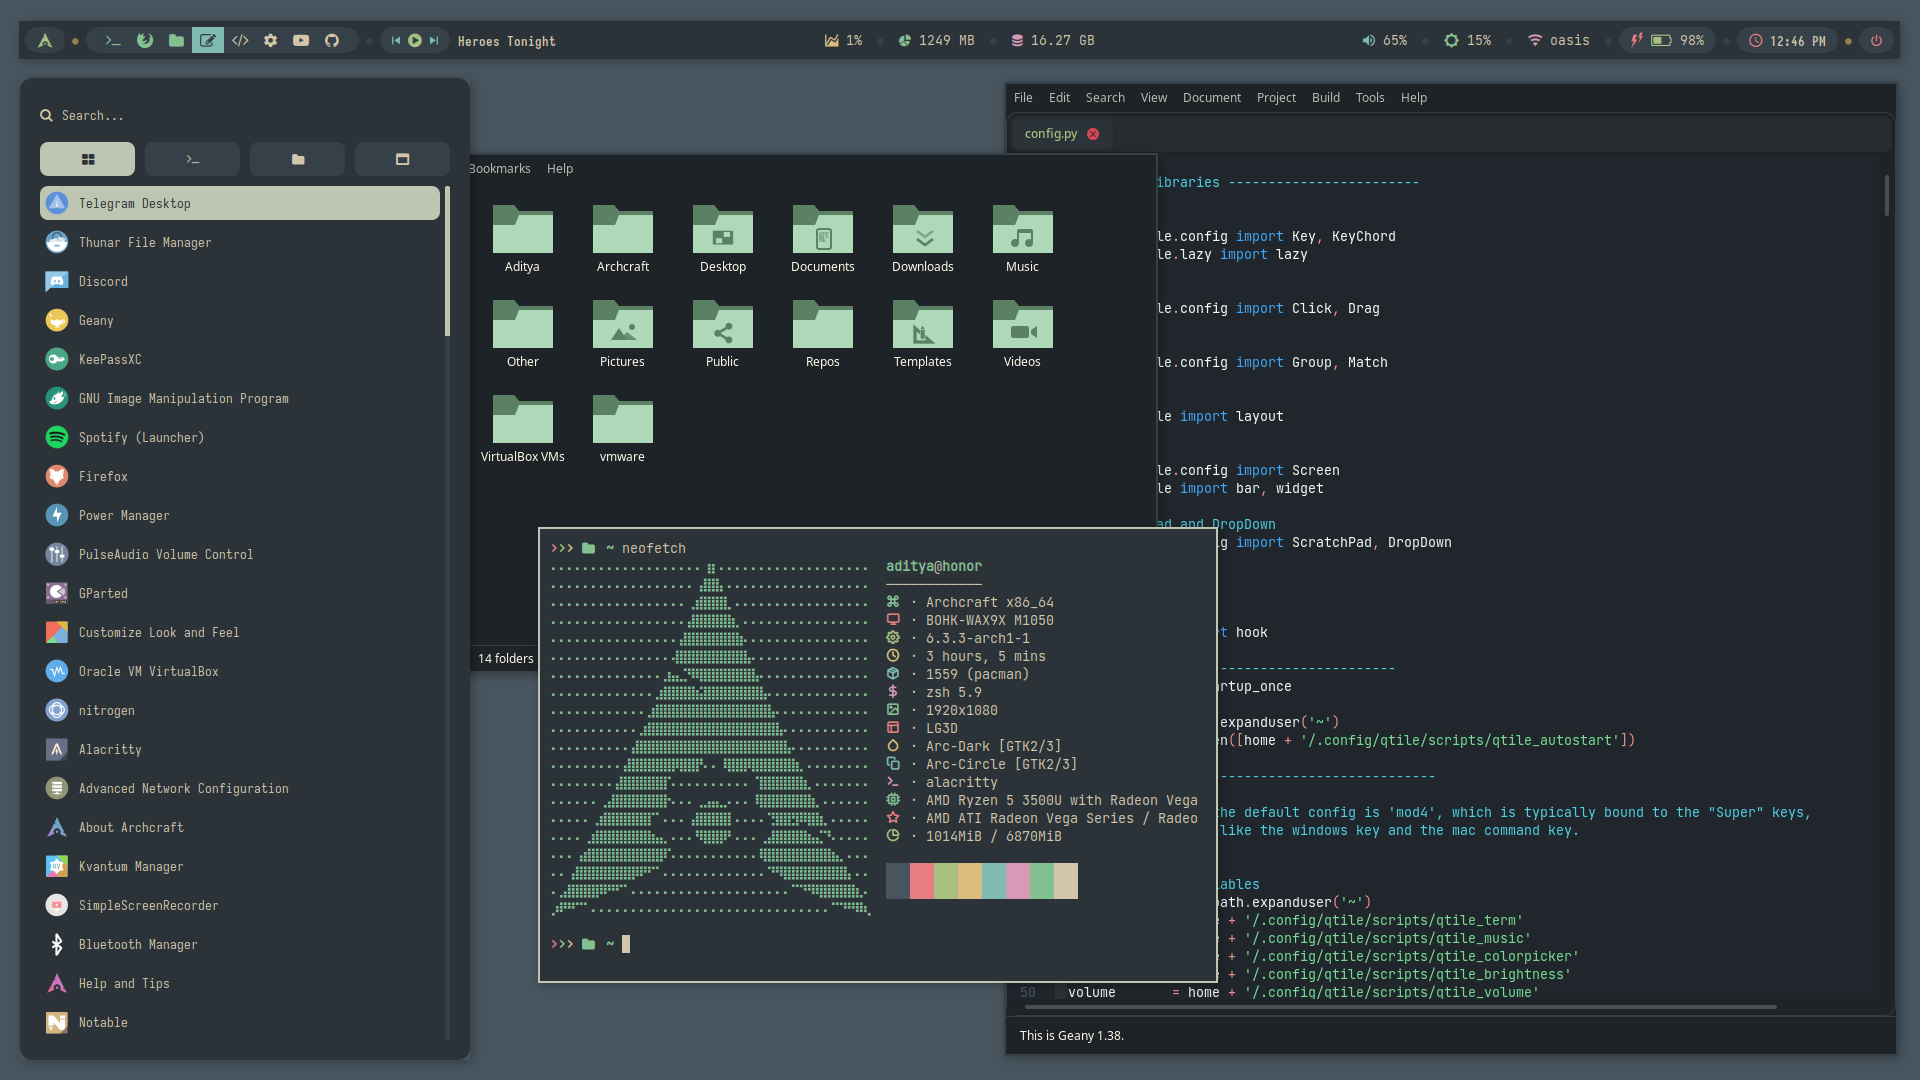 Heroes Tonight
1%
1249 MB
16.27 GB
65%
15%
oasis
98%
12:46 PM
Search...
Telegram Desktop
Thunar File Manager
Discord
Geany
KeePassXC
GNU Image Manipulation Program
Spotify (Launcher)
Firefox
Power Manager
PulseAudio Volume Control
GParted
Customize Look and Feel
Oracle VM VirtualBox
nitrogen
Alacritty
Advanced Network Configuration
About Archcraft
Kvantum Manager
SimpleScreenRecorder
Bluetooth Manager
Help and Tips
Notable
Bookmarks Help
Aditya Archcraft Desktop Documents Downloads Music
Other Pictures Public Repos Templates Videos
VirtualBox VMs vmware
14 folders
>>> ~ neofetch
aditya@honor
· Archcraft x86_64
· BOHK-WAX9X M1050
· 6.3.3-arch1-1
· 3 hours, 5 mins
· 1559 (pacman)
· zsh 5.9
· 1920x1080
· LG3D
· Arc-Dark [GTK2/3]
· Arc-Circle [GTK2/3]
· alacritty
· AMD Ryzen 5 3500U with Radeon Vega
· AMD ATI Radeon Vega Series / Radeo
· 1014MiB / 6870MiB
>>> ~
File Edit Search View Document Project Build Tools Help
config.py
ibraries ------------------------
le.config import Key, KeyChord
le.lazy import lazy
le.config import Click, Drag
le.config import Group, Match
le import layout
le.config import Screen
le import bar, widget
ad and DropDown
ig import ScratchPad, DropDown
rt hook
----------------------
artup_once
expanduser('~')
en([home + '/.config/qtile/scripts/qtile_autostart'])
---------------------------
the default config is 'mod4', which is typically bound to the "Super" keys,
like the windows key and the mac command key.
iables
path.expanduser('~')
+ '/.config/qtile/scripts/qtile_term'
+ '/.config/qtile/scripts/qtile_music'
+ '/.config/qtile/scripts/qtile_colorpicker'
+ '/.config/qtile/scripts/qtile_brightness'
50 volume = home + '/.config/qtile/scripts/qtile_volume'
This is Geany 1.38.